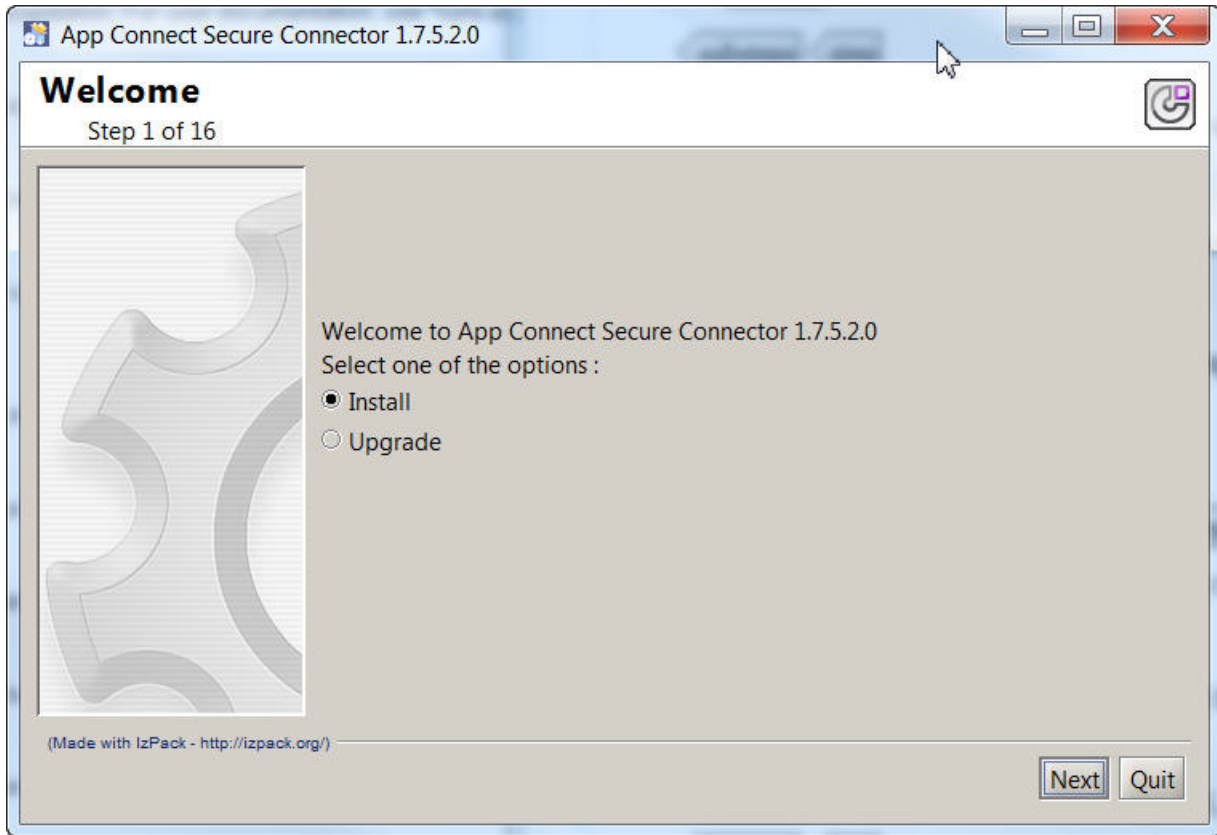 App Connect Secure Connector 1.7.5.2.0
Welcome
Step 1 of 16
Welcome to App Connect Secure Connector 1.7.5.2.0
Select one of the options :
Install
Upgrade
(Made with IzPack - http://izpack.org/)
Next Quit